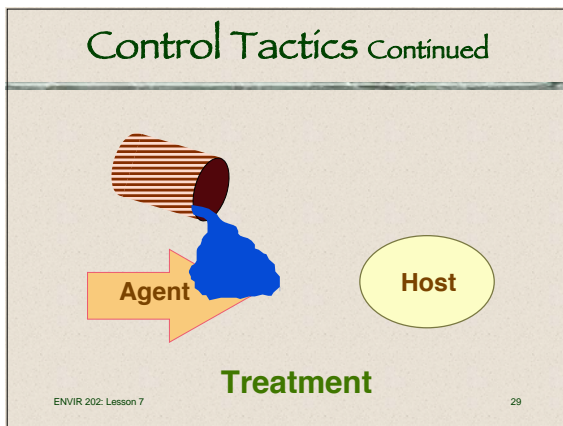 Control Tactics Continued
Agent
Host
Treatment
ENVIR 202: Lesson 7
29